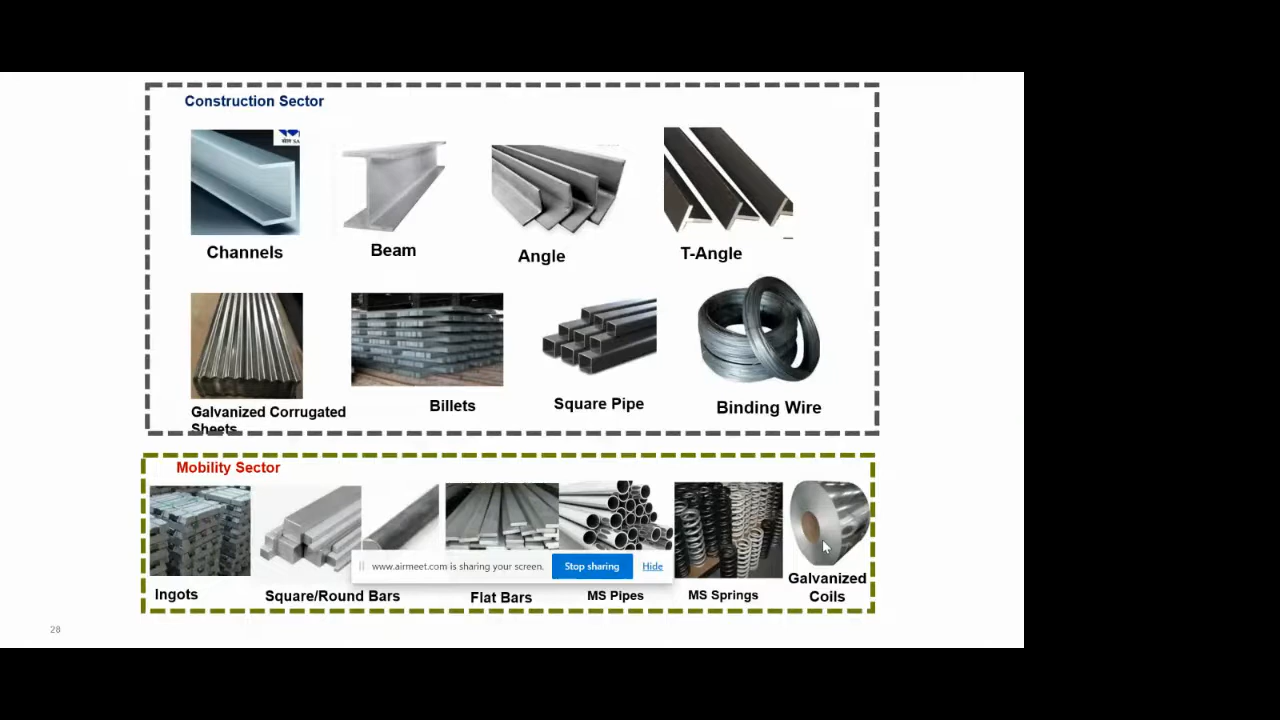 Construction Sector
सेल SA
Channels
Beam
Angle
T-Angle
Galvanized Corrugated
Sheets
Billets
Square Pipe
Binding Wire
Mobility Sector
www.airmeet.com is sharing your screen.
Stop sharing
Hide
Ingots
Square/Round Bars
Flat Bars
MS Pipes
MS Springs
Galvanized
Coils
28